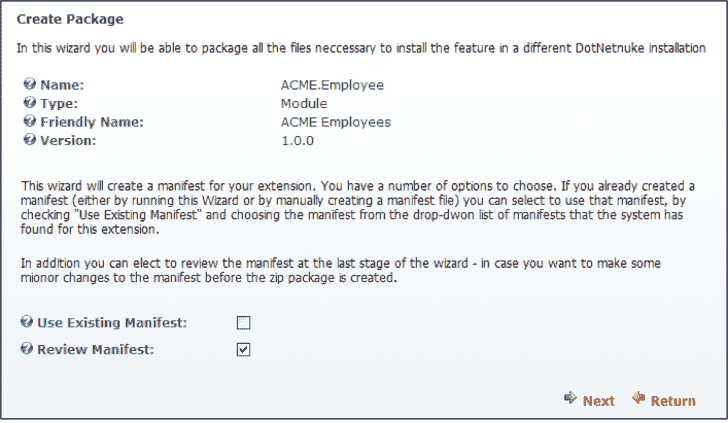 Create Package
In this wizard you will be able to package all the files neccessary to install the feature in a different DotNetnuke installation
Name: ACME.Employee
Type: Module
Friendly Name: ACME Employees
Version: 1.0.0
This wizard will create a manifest for your extension. You have a number of options to choose. If you already created a
manifest (either by running this Wizard or by manually creating a manifest file) you can select to use that manifest, by
checking "Use Existing Manifest" and choosing the manifest from the drop-dwon list of manifests that the system has
found for this extension.
In addition you can elect to review the manifest at the last stage of the wizard - in case you want to make some
mionor changes to the manifest before the zip package is created.
Use Existing Manifest:
Review Manifest:
Next Return